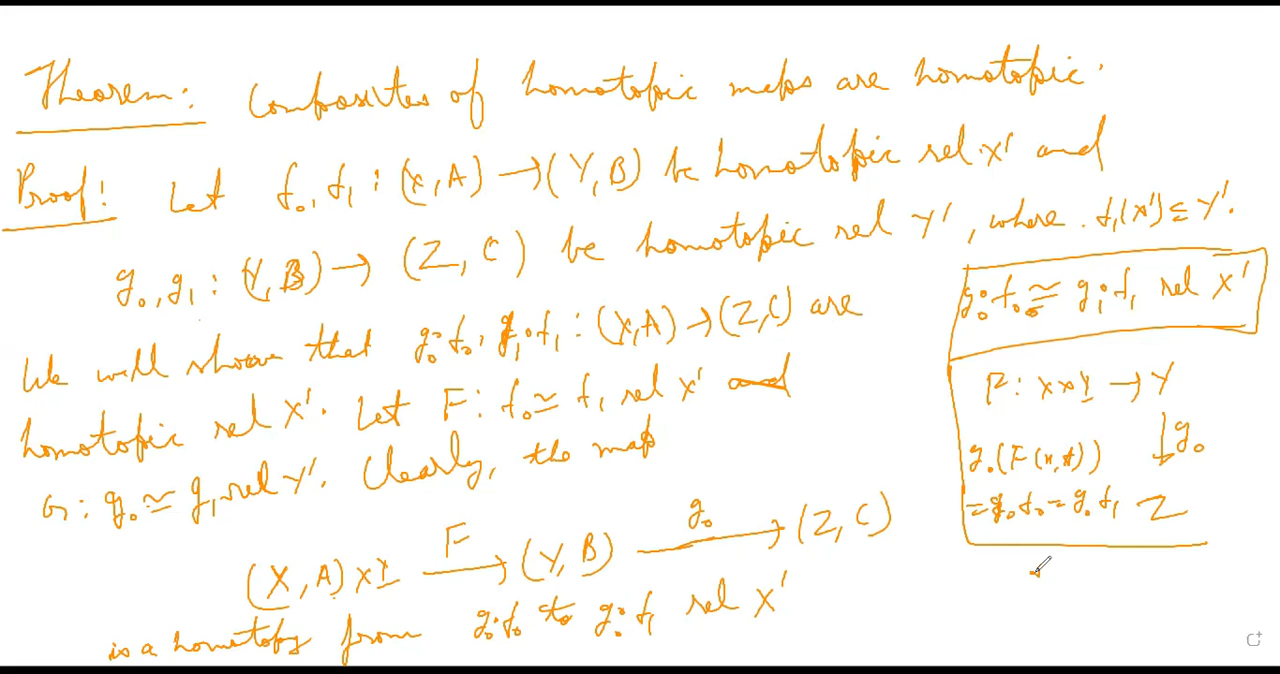 Theorem: Composites of homotopic maps are homotopic.
Proof: Let f₀, f₁ : (X, A) → (Y, B) be homotopic rel X' and
g₀, g₁ : (Y, B) → (Z, C) be homotopic rel Y', where f₁(X') ⊆ Y'.
We will show that g₀∘f₀, g₁∘f₁ : (X,A) → (Z,C) are
homotopic rel X'. Let F : f₀ ≃ f₁ rel X' and
G : g₀ ≃ g₁ rel Y'. Clearly, the map
(X, A) × I —F→ (Y, B) —g₀→ (Z, C)
is a homotopy from g₀∘f₀ to g₀∘f₁ rel X'
g₀∘f₀ ≃ g₁∘f₁ rel X'
F : X × I → Y
g₀(F(x,t)) ↓g₀
= g₀f₀ = g₀f₁ Z